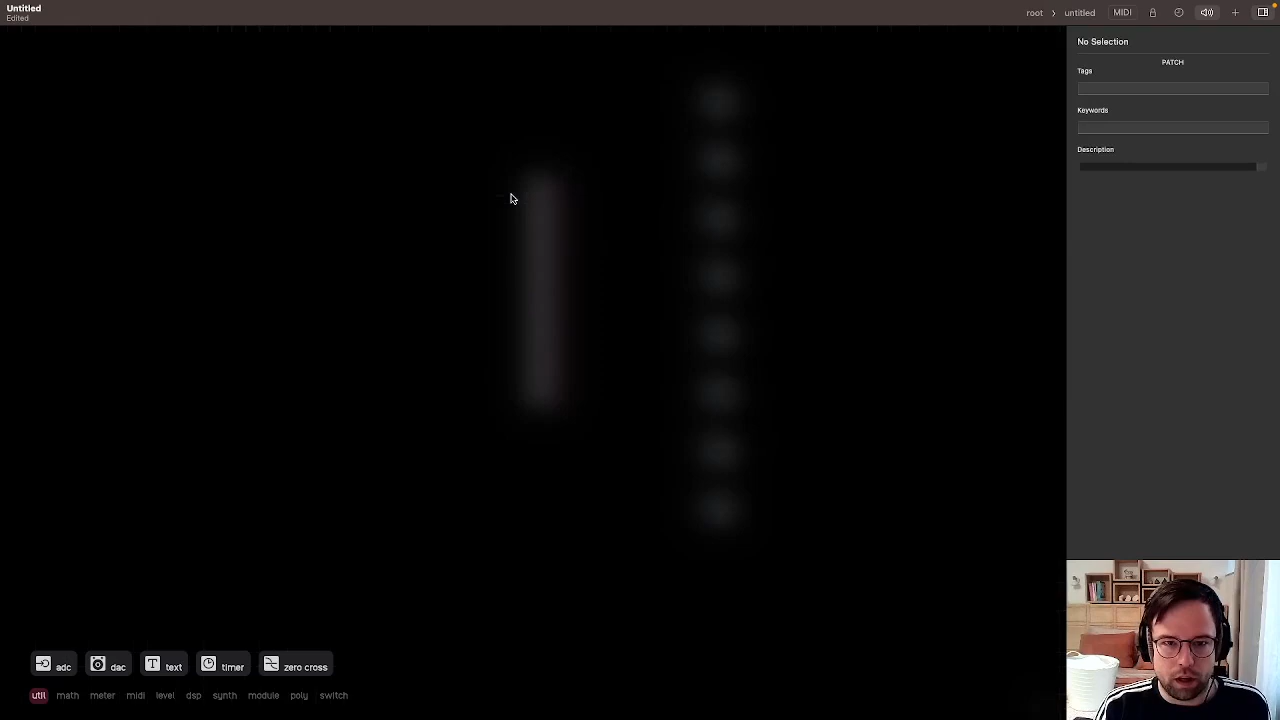 Untitled
Edited
root › untitled MIDI
No Selection
PATCH
Tags
Keywords
Description
adc dac text timer zero cross
util math meter midi level dsp synth module poly switch